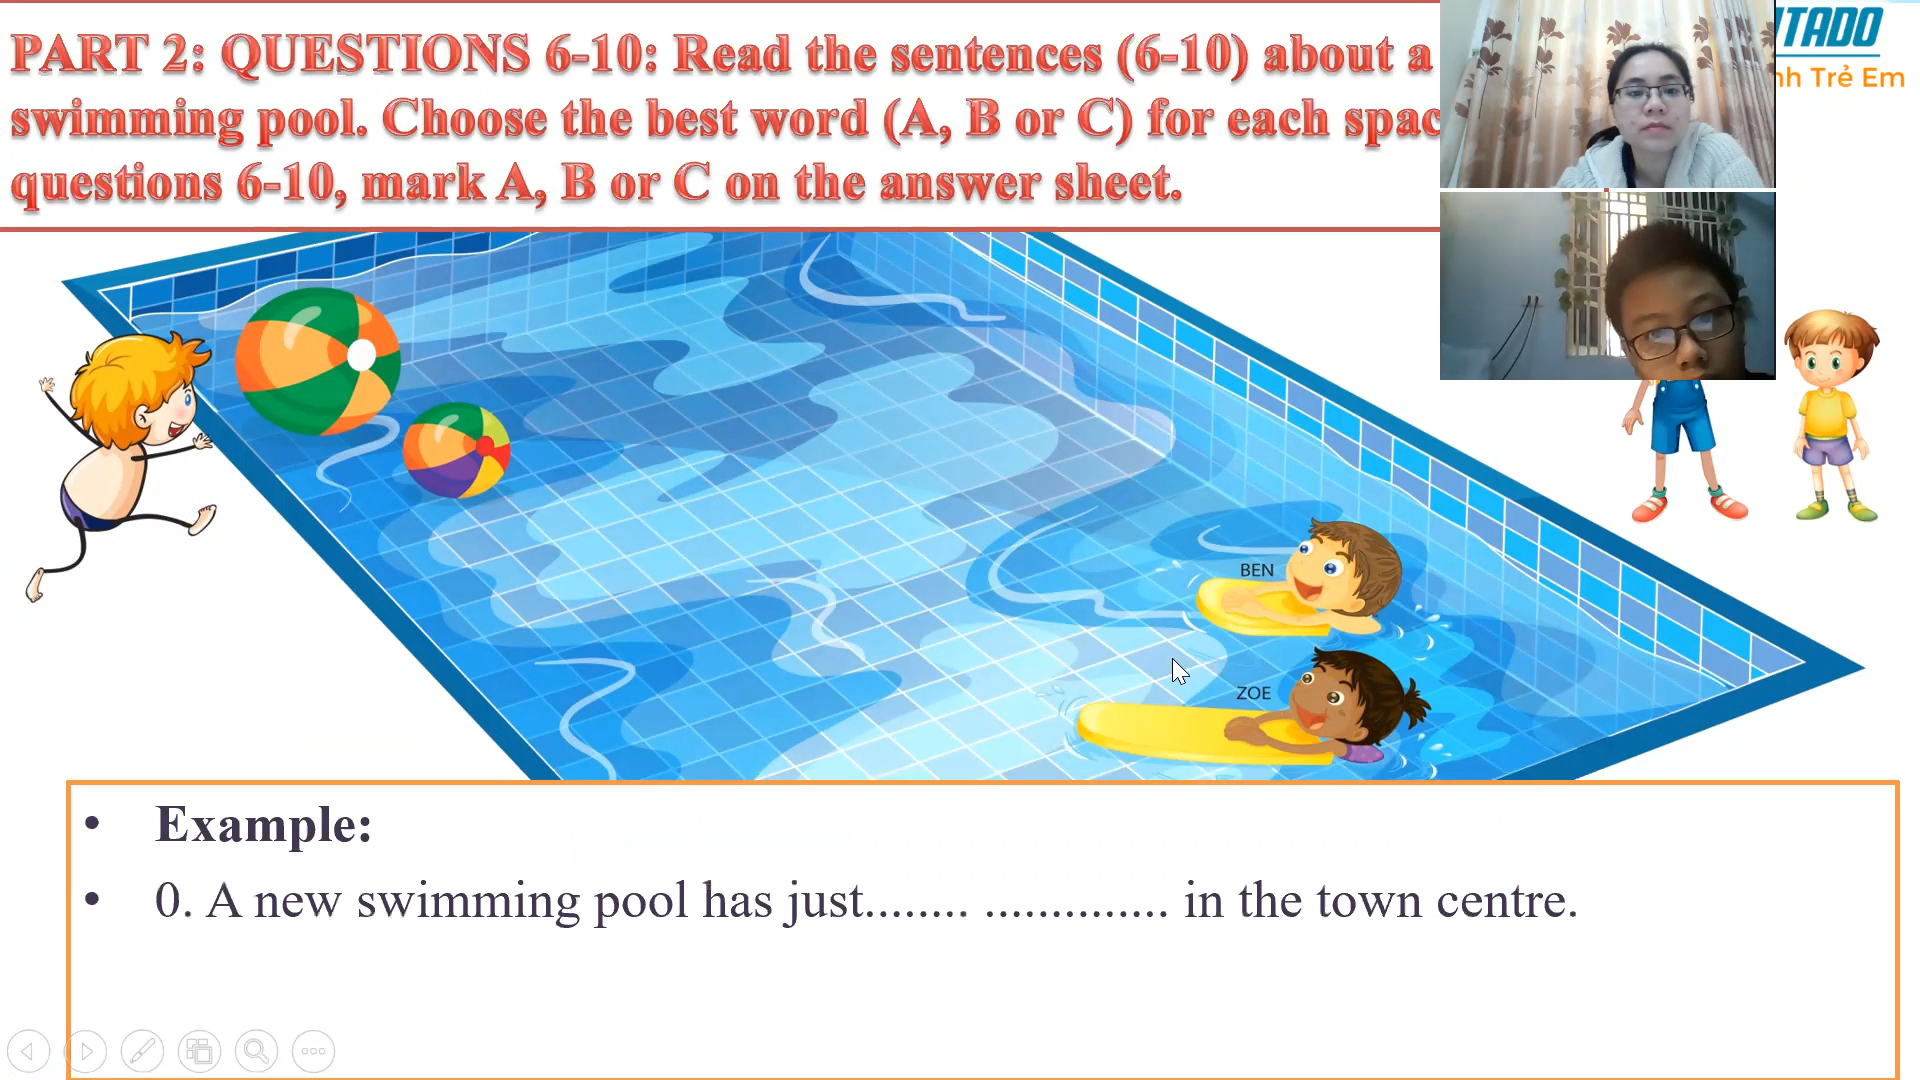 PART 2: QUESTIONS 6-10: Read the sentences (6-10) about a
swimming pool. Choose the best word (A, B or C) for each spac
questions 6-10, mark A, B or C on the answer sheet.
TADO
nh Trẻ Em
BEN
ZOE
• Example:
• 0. A new swimming pool has just........ .............. in the town centre.